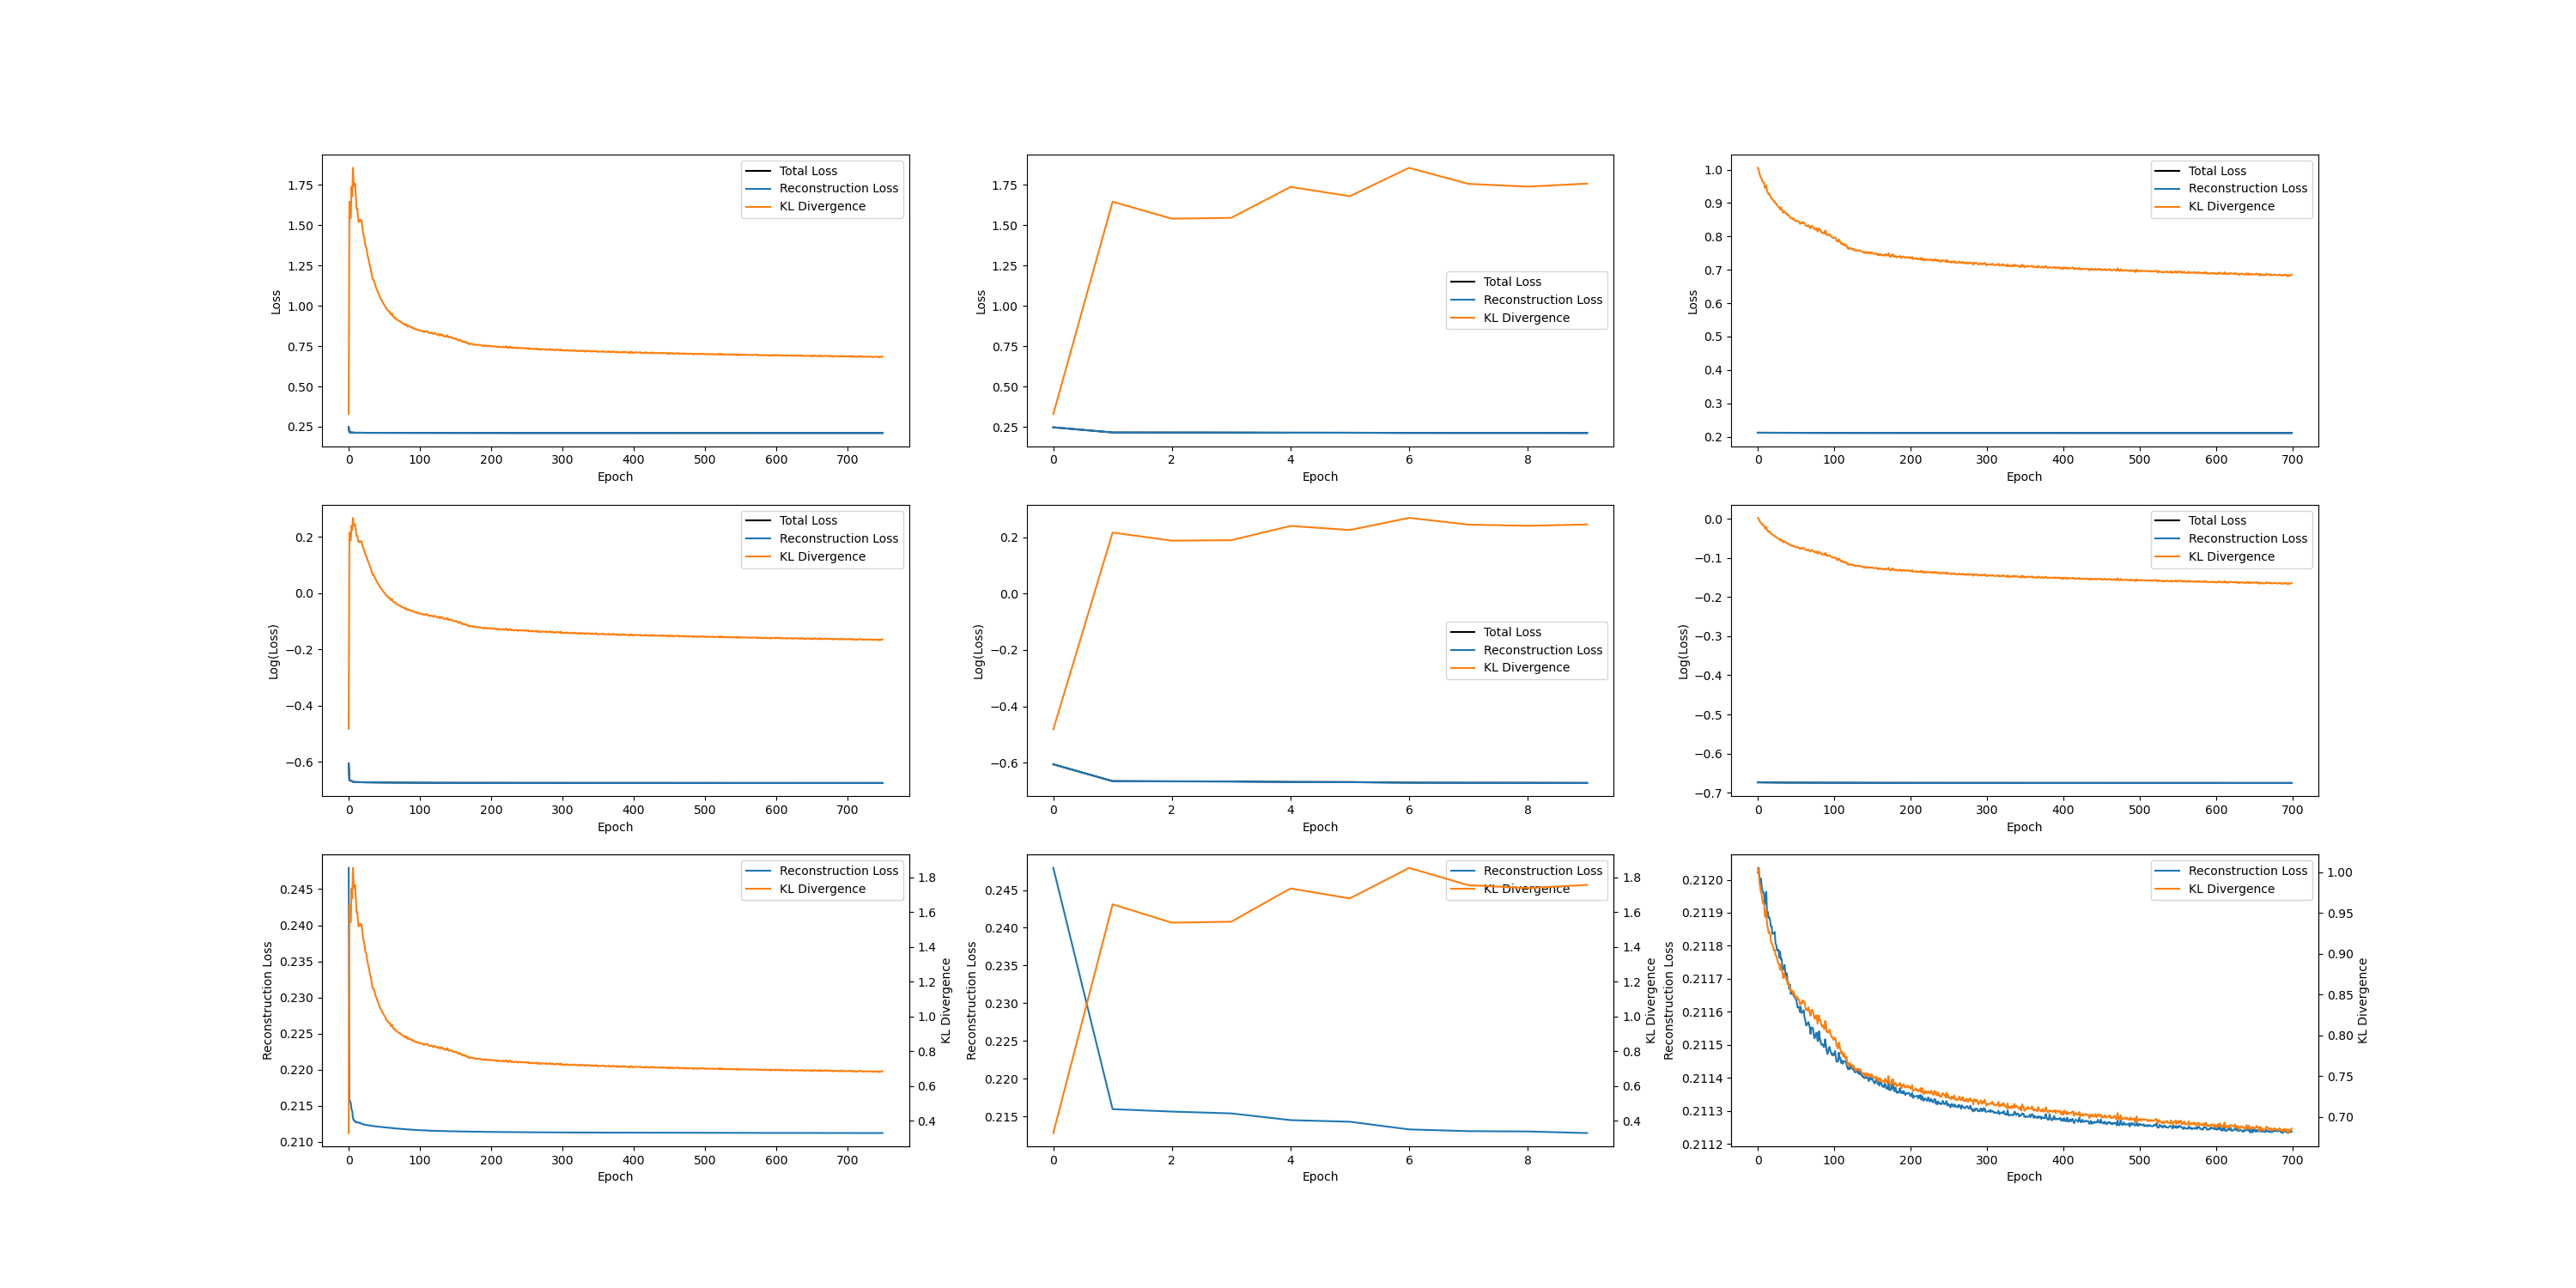 Total Loss
Reconstruction Loss
KL Divergence
Loss
1.75
1.50
1.25
1.00
0.75
0.50
0.25
0 100 200 300 400 500 600 700
Epoch
Total Loss
Reconstruction Loss
KL Divergence
Loss
1.75
1.50
1.25
1.00
0.75
0.50
0.25
0 2 4 6 8
Epoch
Total Loss
Reconstruction Loss
KL Divergence
Loss
1.0
0.9
0.8
0.7
0.6
0.5
0.4
0.3
0.2
0 100 200 300 400 500 600 700
Epoch
Total Loss
Reconstruction Loss
KL Divergence
Log(Loss)
0.2
0.0
−0.2
−0.4
−0.6
0 100 200 300 400 500 600 700
Epoch
Total Loss
Reconstruction Loss
KL Divergence
Log(Loss)
0.2
0.0
−0.2
−0.4
−0.6
0 2 4 6 8
Epoch
Total Loss
Reconstruction Loss
KL Divergence
Log(Loss)
0.0
−0.1
−0.2
−0.3
−0.4
−0.5
−0.6
−0.7
0 100 200 300 400 500 600 700
Epoch
Reconstruction Loss
KL Divergence
Reconstruction Loss
0.245
0.240
0.235
0.230
0.225
0.220
0.215
0.210
0 100 200 300 400 500 600 700
Epoch
1.8
1.6
1.4
1.2
1.0
0.8
0.6
0.4
KL Divergence
Reconstruction Loss
KL Divergence
Reconstruction Loss
0.245
0.240
0.235
0.230
0.225
0.220
0.215
0 2 4 6 8
Epoch
1.8
1.6
1.4
1.2
1.0
0.8
0.6
0.4
KL Divergence
Reconstruction Loss
KL Divergence
Reconstruction Loss
0.2120
0.2119
0.2118
0.2117
0.2116
0.2115
0.2114
0.2113
0.2112
0 100 200 300 400 500 600 700
Epoch
1.00
0.95
0.90
0.85
0.80
0.75
0.70
KL Divergence